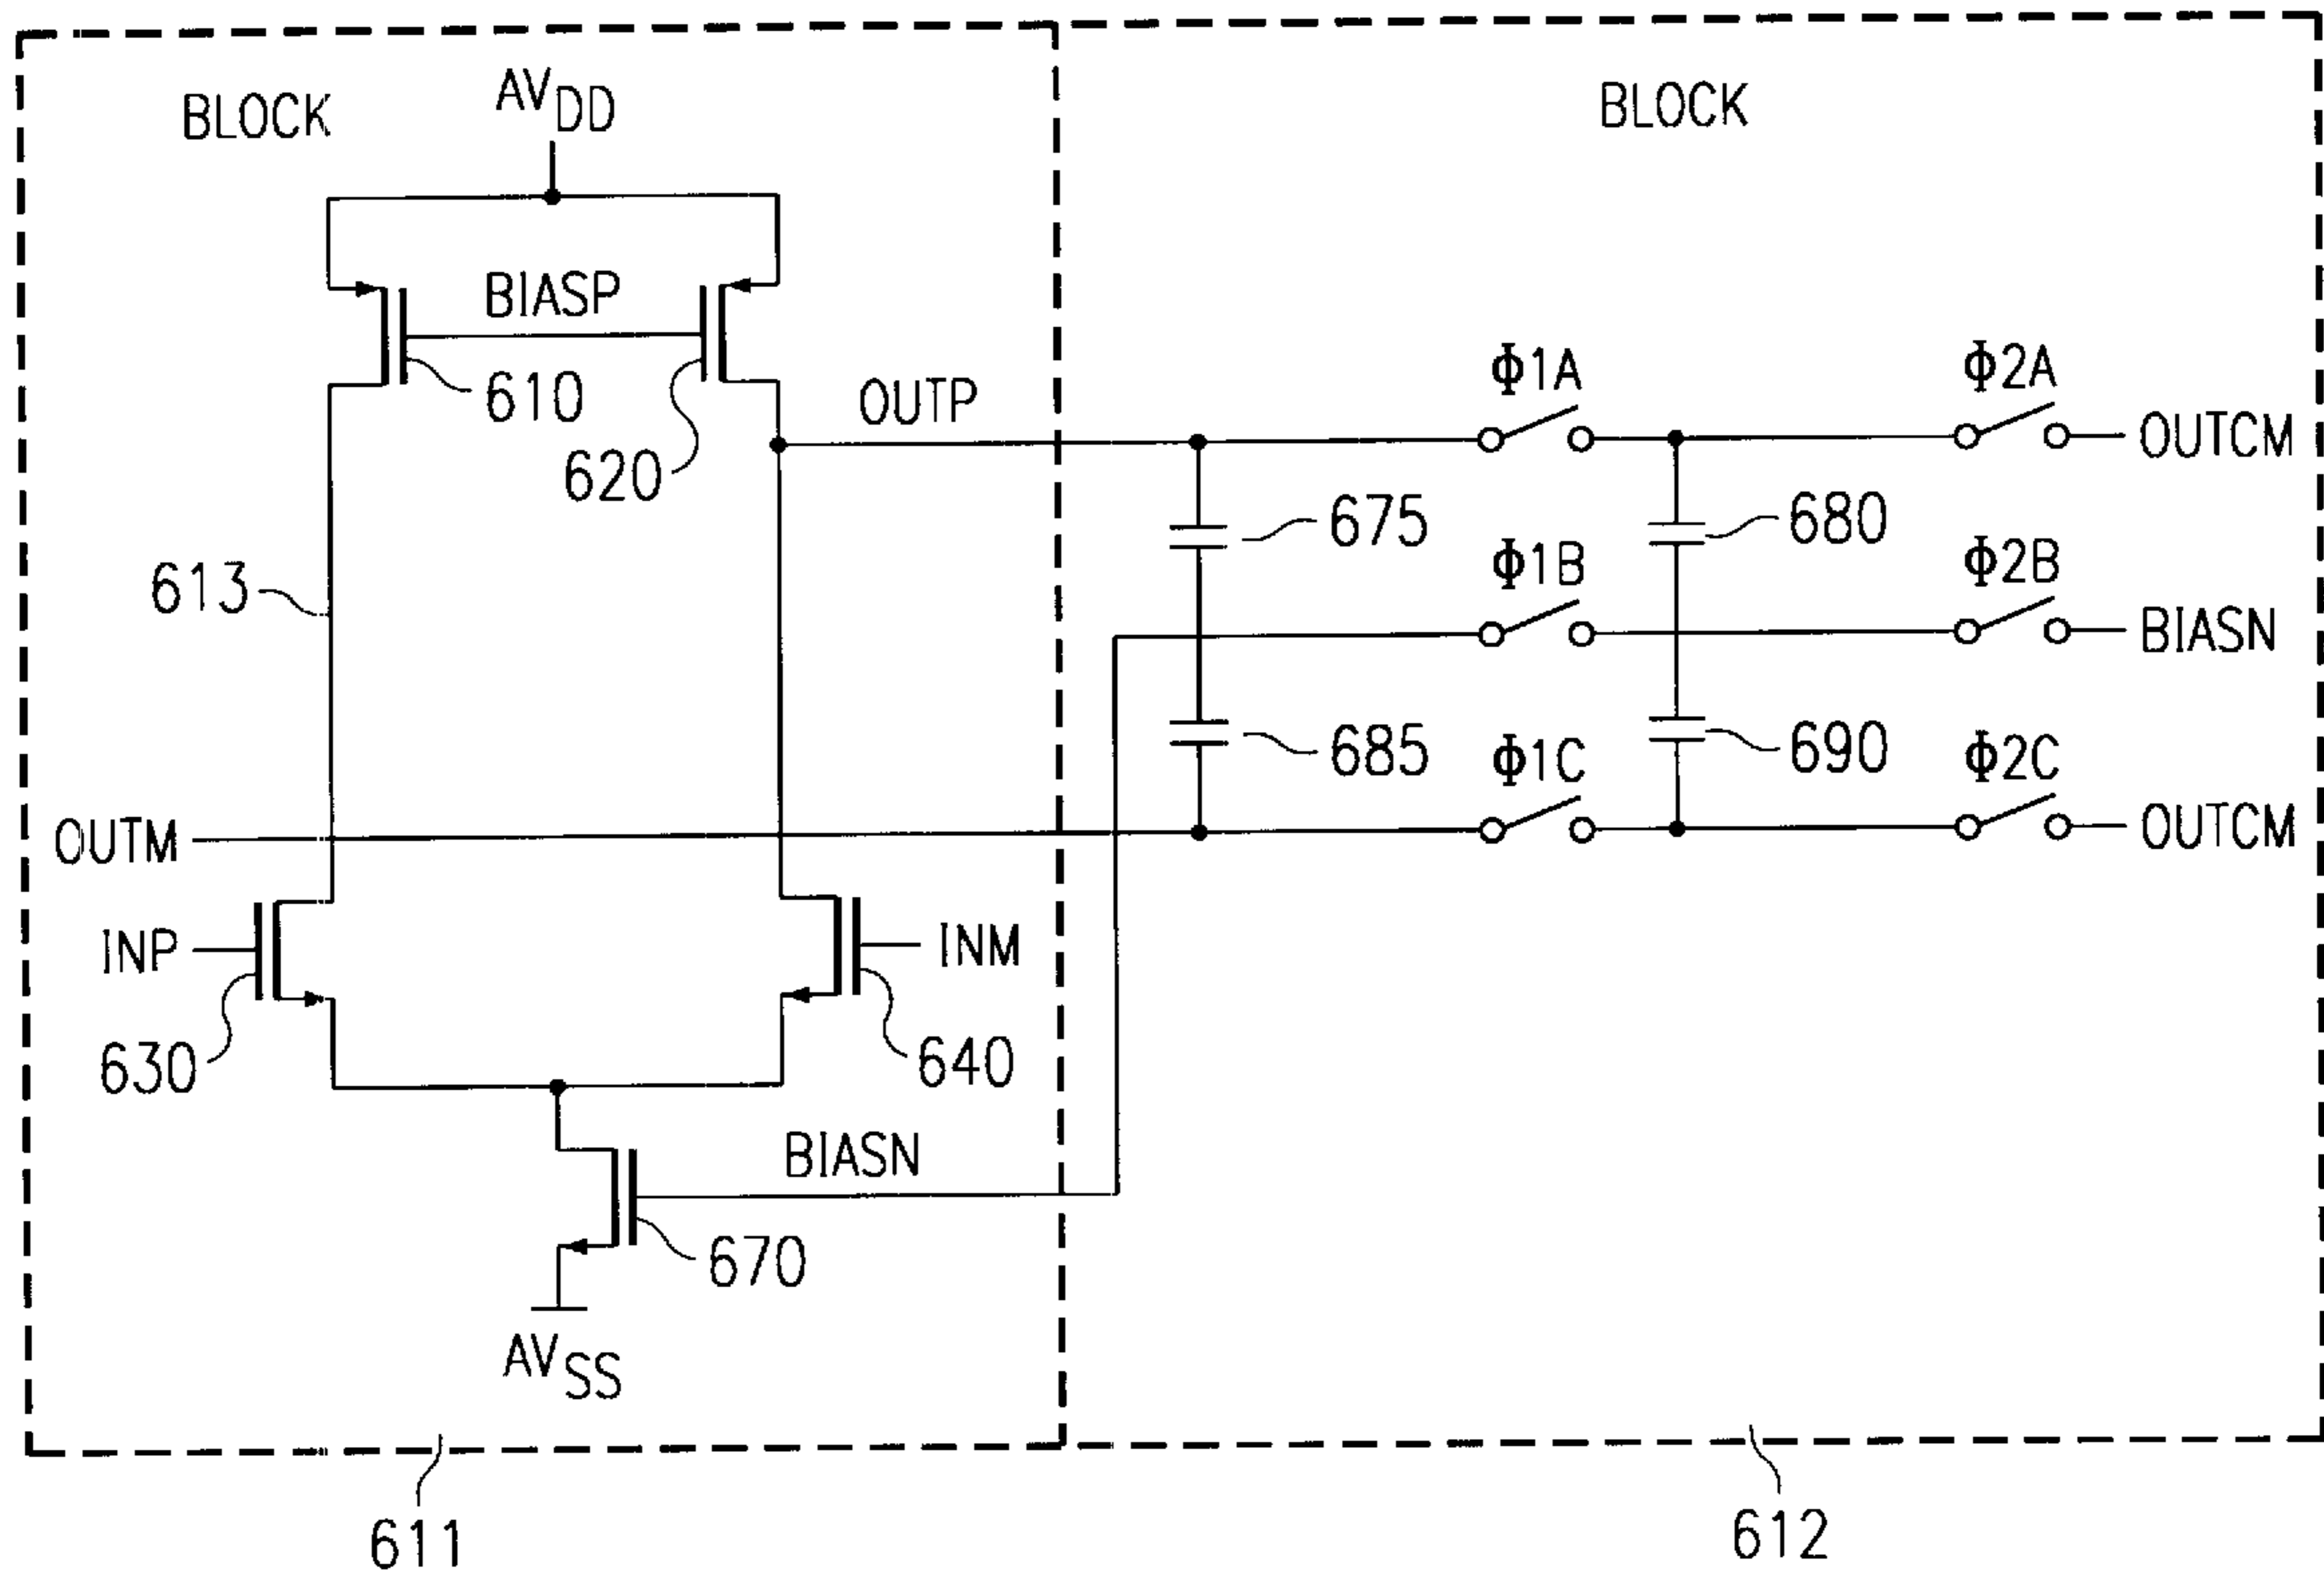 BLOCK
AVDD
BLOCK
BIASP
610
620
OUTP
Φ1A
Φ2A
OUTCM
675
680
613
Φ1B
Φ2B
BIASN
685
690
Φ1C
Φ2C
OUTM
OUTCM
INP
INM
630
640
BIASN
670
AVSS
611
612